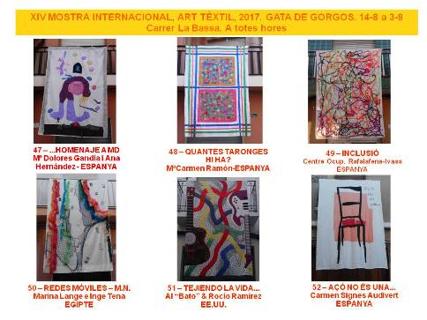 XIV MOSTRA INTERNACIONAL, ART TÈXTIL, 2017. GATA DE GORGOS. 14-8 a 3-9
Carrer La Bassa. A totes hores
47 – ...HOMENAJE A MD
Mª Dolores Gandia i Ana
Hernández - ESPANYA
48 – QUANTES TARONGES
HI HA?
MªCarmen Ramón-ESPANYA
49 – INCLUSIÓ
Centre Ocup. Rafalafena-Ivass
ESPANYA
50 – REDES MÓVILES – M.N.
Marina Lange e Inge Tena
EGIPTE
51 – TEJIENDO LA VIDA...
Al "Bato" & Rocío Ramirez
EE.UU.
52 – AÇÒ NO ÉS UNA...
Carmen Signes Audivert
ESPANYA